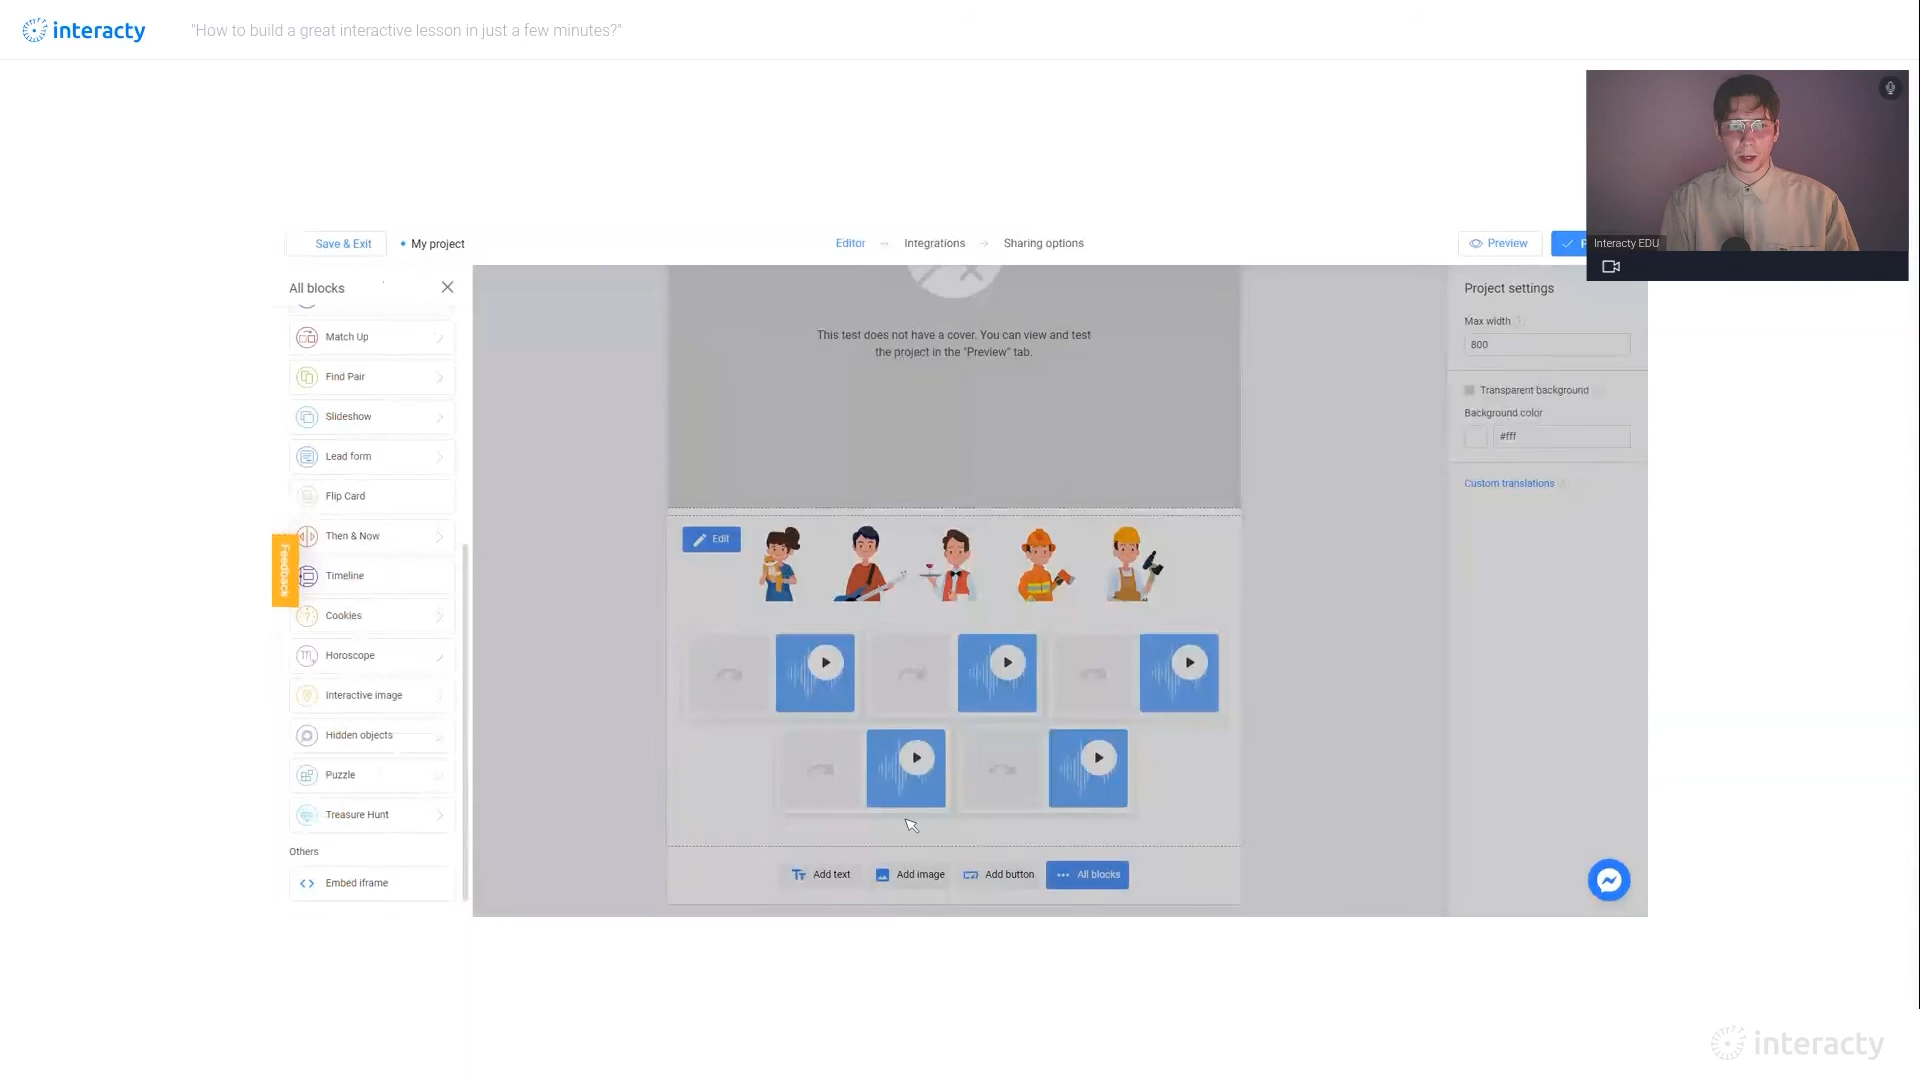 interacty
"How to build a great interactive lesson in just a few minutes?"
Interacty EDU
Save & Exit
My project
Editor
Integrations
Sharing options
Preview
All blocks
Match Up
Find Pair
Slideshow
Lead form
Flip Card
Then & Now
Timeline
Cookies
Horoscope
Interactive image
Hidden objects
Puzzle
Treasure Hunt
Others
Embed iframe
Feedback
This test does not have a cover. You can view and test
the project in the "Preview" tab.
Edit
Add text
Add image
Add button
All blocks
Project settings
Max width
800
Transparent background
Background color
#fff
Custom translations
interacty